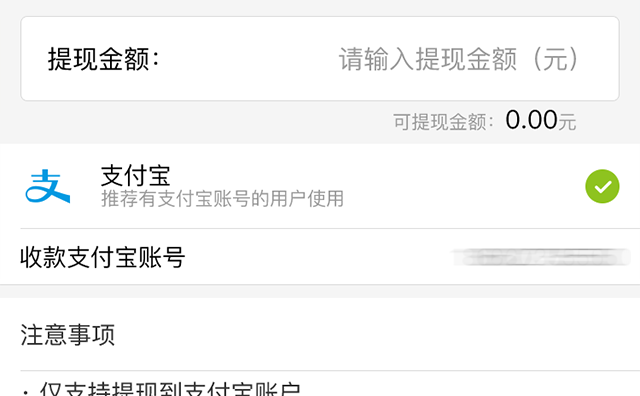 提现金额：	请输入提现金额（元）
可提现金额：0.00元
支付宝
推荐有支付宝账号的用户使用
收款支付宝账号
注意事项
· 仅支持提现到支付宝账户